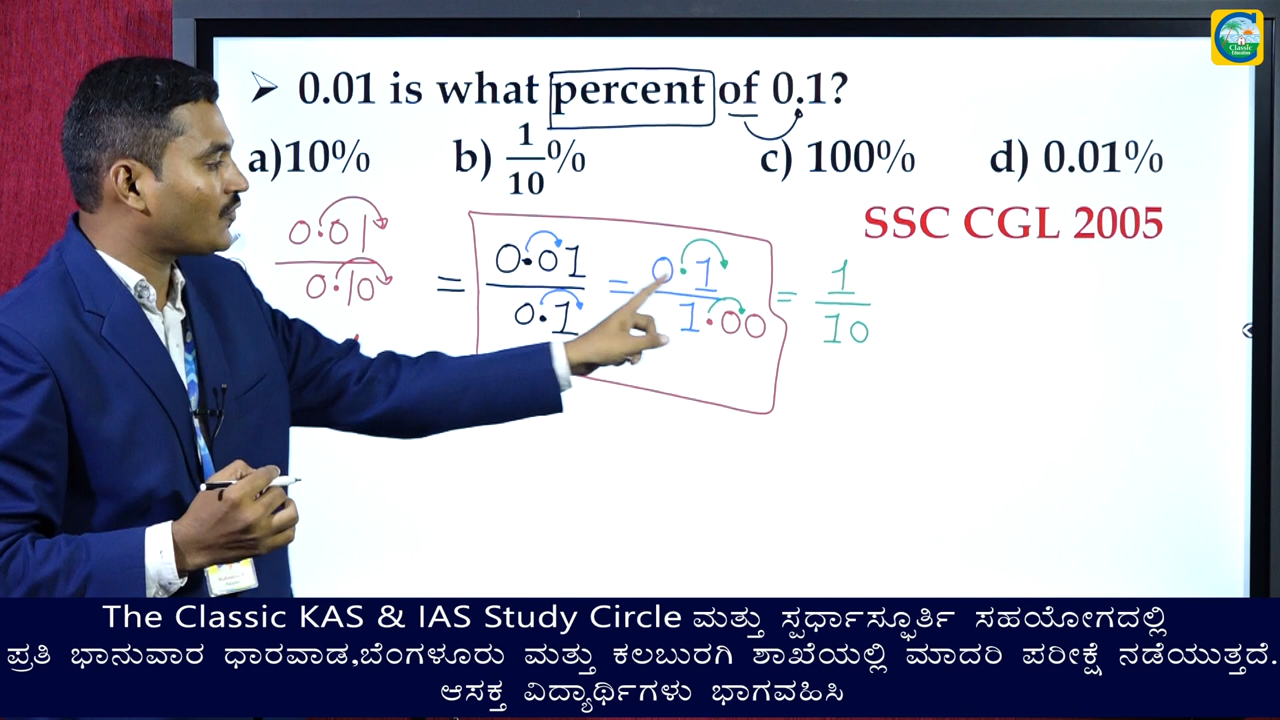 Classic
Education
➢ 0.01 is what percent of 0.1?
a)10% b) 1/10% c) 100% d) 0.01%
SSC CGL 2005
0.01/0.10 = 0.01/0.1 = 0.1/1.00 = 1/10
The Classic KAS & IAS Study Circle ಮತ್ತು ಸ್ಪರ್ಧಾಸ್ಫೂರ್ತಿ ಸಹಯೋಗದಲ್ಲಿ
ಪ್ರತಿ ಭಾನುವಾರ ಧಾರವಾಡ,ಬೆಂಗಳೂರು ಮತ್ತು ಕಲಬುರಗಿ ಶಾಖೆಯಲ್ಲಿ ಮಾದರಿ ಪರೀಕ್ಷೆ ನಡೆಯುತ್ತದೆ.
ಆಸಕ್ತ ವಿದ್ಯಾರ್ಥಿಗಳು ಭಾಗವಹಿಸಿ